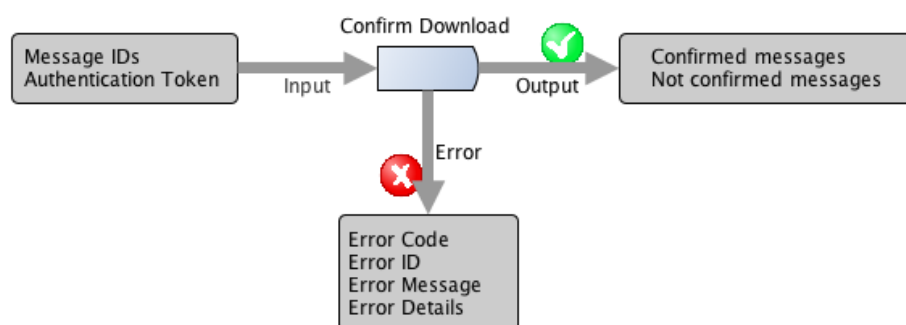 Confirm Download
Message IDs
Authentication Token
Input
Output
Confirmed messages
Not confirmed messages
Error
Error Code
Error ID
Error Message
Error Details